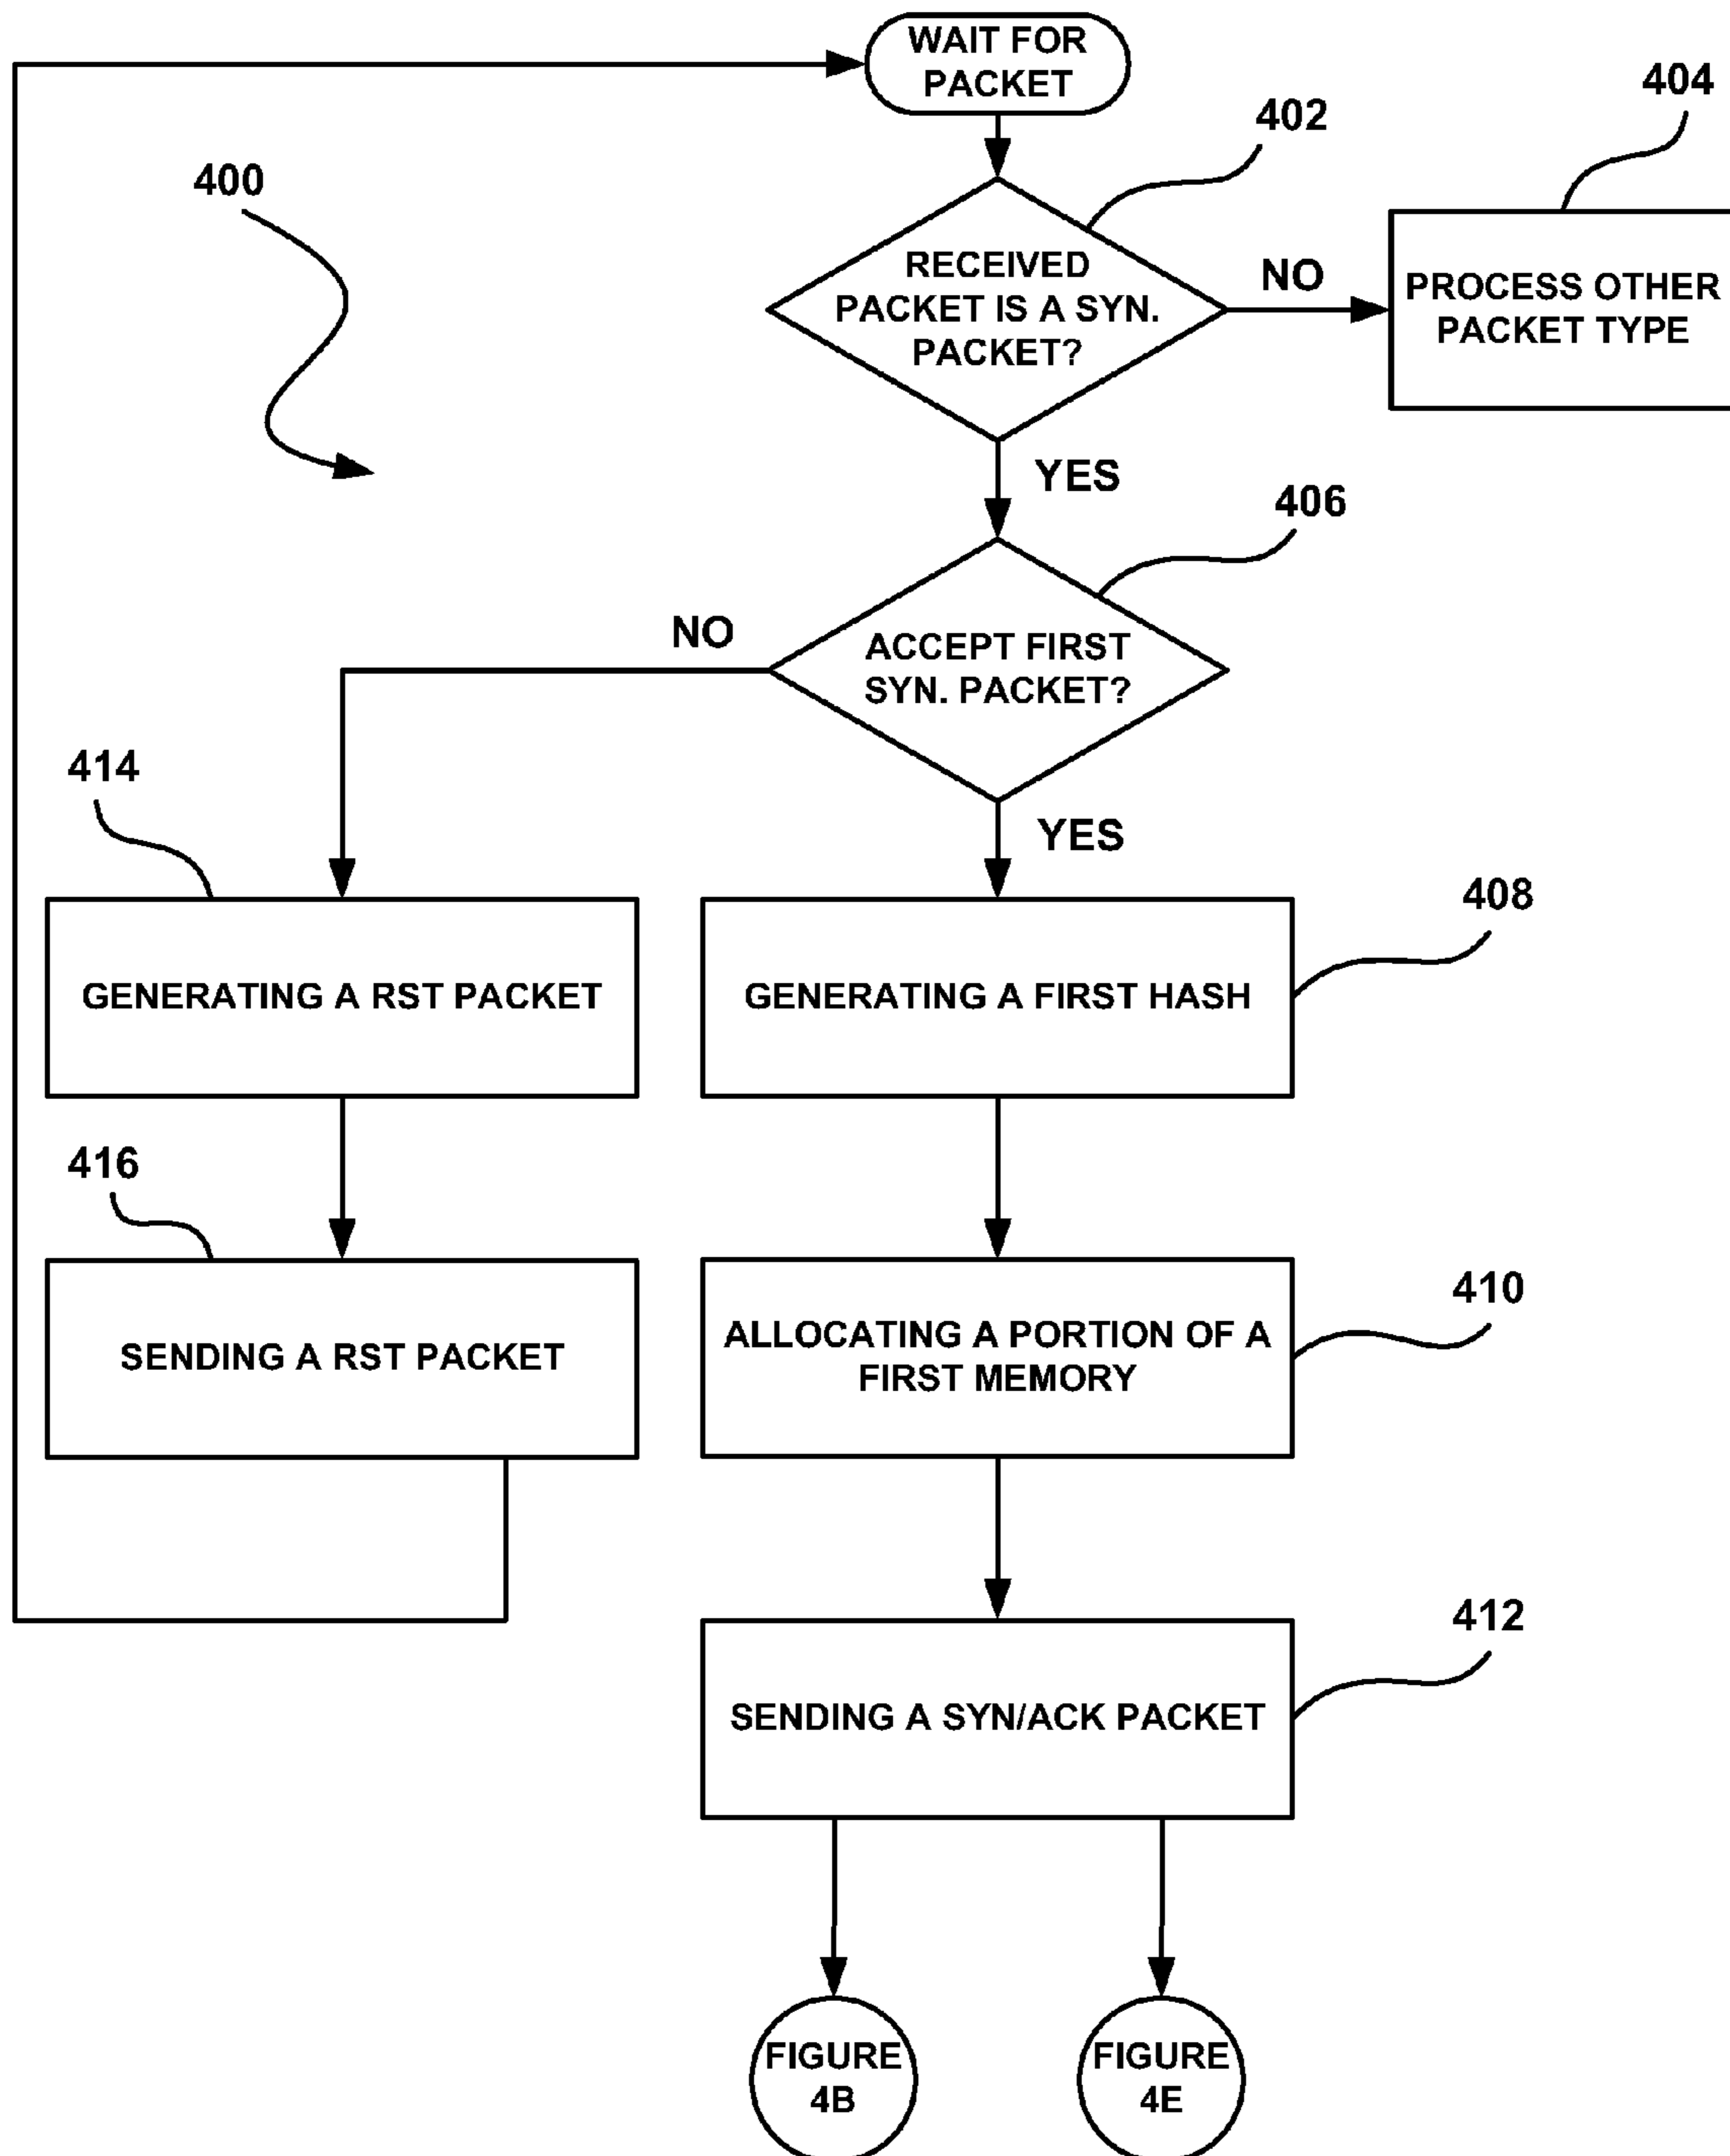 WAIT FOR
PACKET
404
402
400
RECEIVED
PACKET IS A SYN.
PACKET?
NO
PROCESS OTHER
PACKET TYPE
YES
406
NO
ACCEPT FIRST
SYN. PACKET?
414
YES
408
GENERATING A RST PACKET
GENERATING A FIRST HASH
416
410
SENDING A RST PACKET
ALLOCATING A PORTION OF A
FIRST MEMORY
412
SENDING A SYN/ACK PACKET
FIGURE
4B
FIGURE
4E